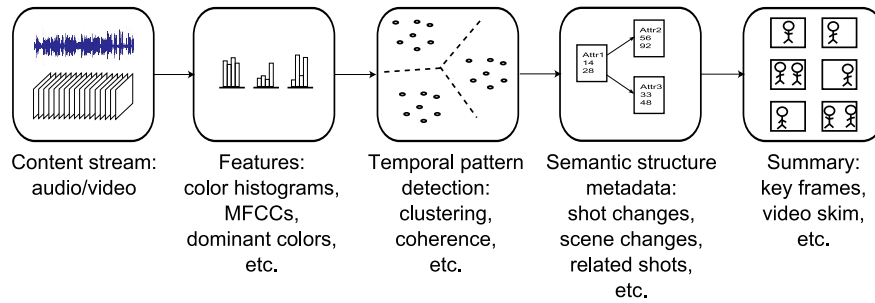 Attr1
14
28
Attr2
56
92
Attr3
33
48
Content stream:
audio/video
Features:
color histograms,
MFCCs,
dominant colors,
etc.
Temporal pattern
detection:
clustering,
coherence,
etc.
Semantic structure
metadata:
shot changes,
scene changes,
related shots,
etc.
Summary:
key frames,
video skim,
etc.